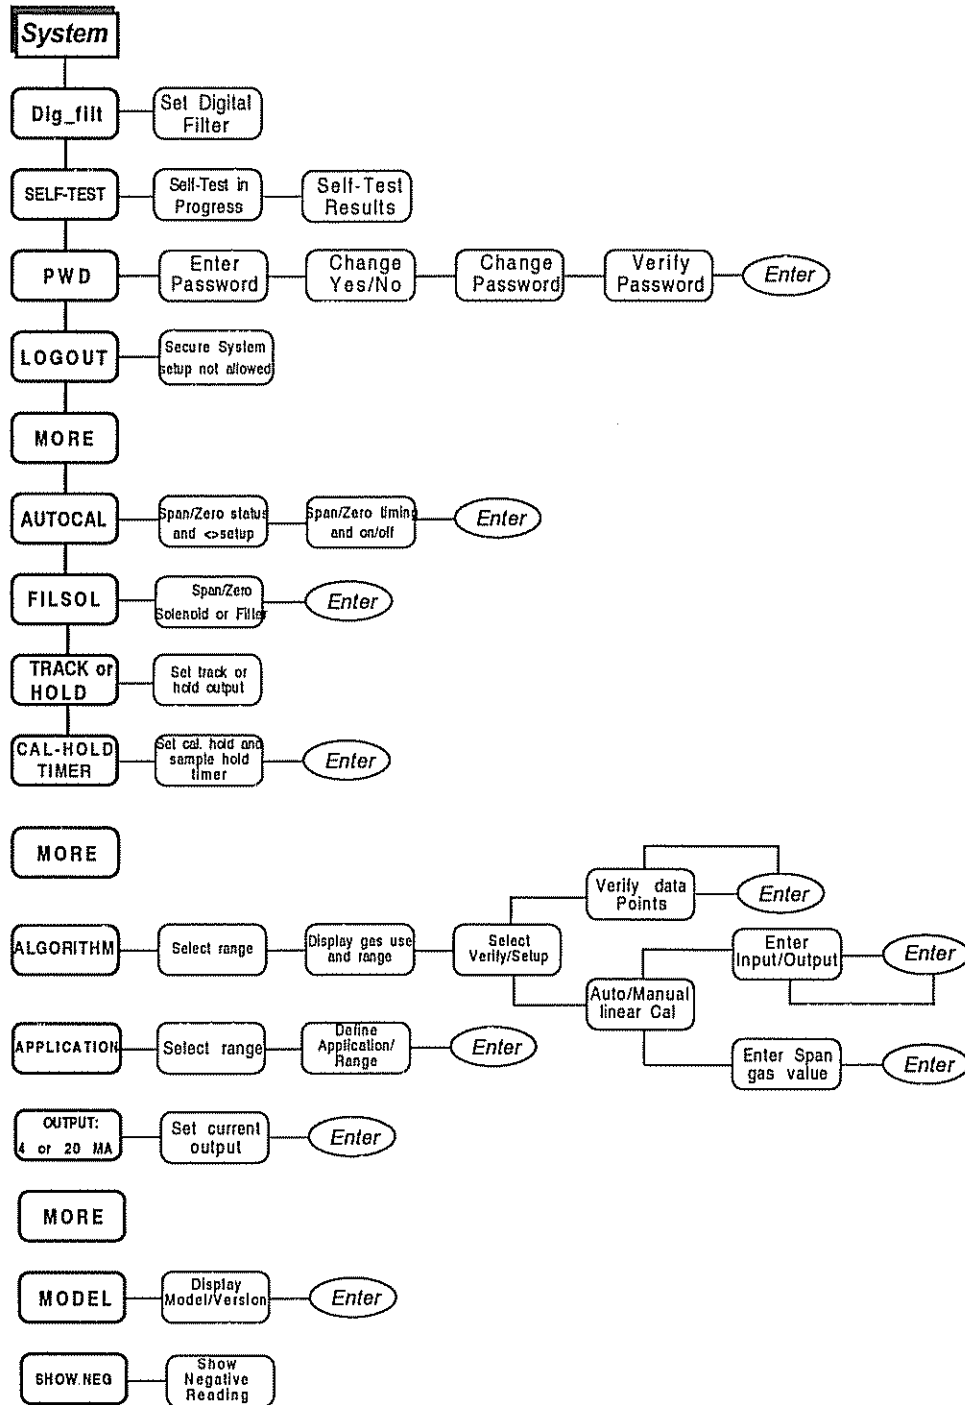 System
Dig_filt
Set Digital
Filter
SELF-TEST
Self-Test in
Progress
Self-Test
Results
PWD
Enter
Password
Change
Yes/No
Change
Password
Verify
Password
Enter
LOGOUT
Secure System
setup not allowed
MORE
AUTOCAL
Span/Zero status
and <>setup
Span/Zero timing
and on/off
Enter
FILSOL
Span/Zero
Solenoid or Filter
Enter
TRACK or
HOLD
Set track or
hold output
CAL-HOLD
TIMER
Set cal. hold and
sample hold
timer
Enter
MORE
Verify data
Points
Enter
ALGORITHM
Select range
Display gas use
and range
Select
Verify/Setup
Enter
Input/Output
Enter
Auto/Manual
linear Cal
APPLICATION
Select range
Define
Application/
Range
Enter
Enter Span
gas value
Enter
OUTPUT:
4 or 20 MA
Set current
output
Enter
MORE
MODEL
Display
Model/Version
Enter
SHOW.NEG
Show
Negative
Reading